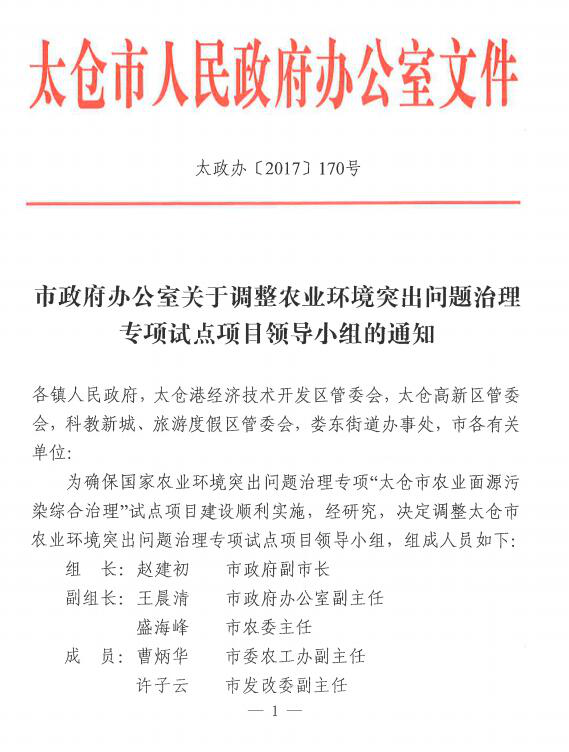 太仓市人民政府办公室文件
太政办〔2017〕170号
市政府办公室关于调整农业环境突出问题治理
专项试点项目领导小组的通知
各镇人民政府，太仓港经济技术开发区管委会，太仓高新区管委
会，科教新城、旅游度假区管委会，娄东街道办事处，市各有关
单位：
为确保国家农业环境突出问题治理专项“太仓市农业面源污
染综合治理”试点项目建设顺利实施，经研究，决定调整太仓市
农业环境突出问题治理专项试点项目领导小组，组成人员如下：
组　长：赵建初　市政府副市长
副组长：王晨清　市政府办公室副主任
盛海峰　市农委主任
成　员：曹炳华　市委农工办副主任
许子云　市发改委副主任
— 1 —